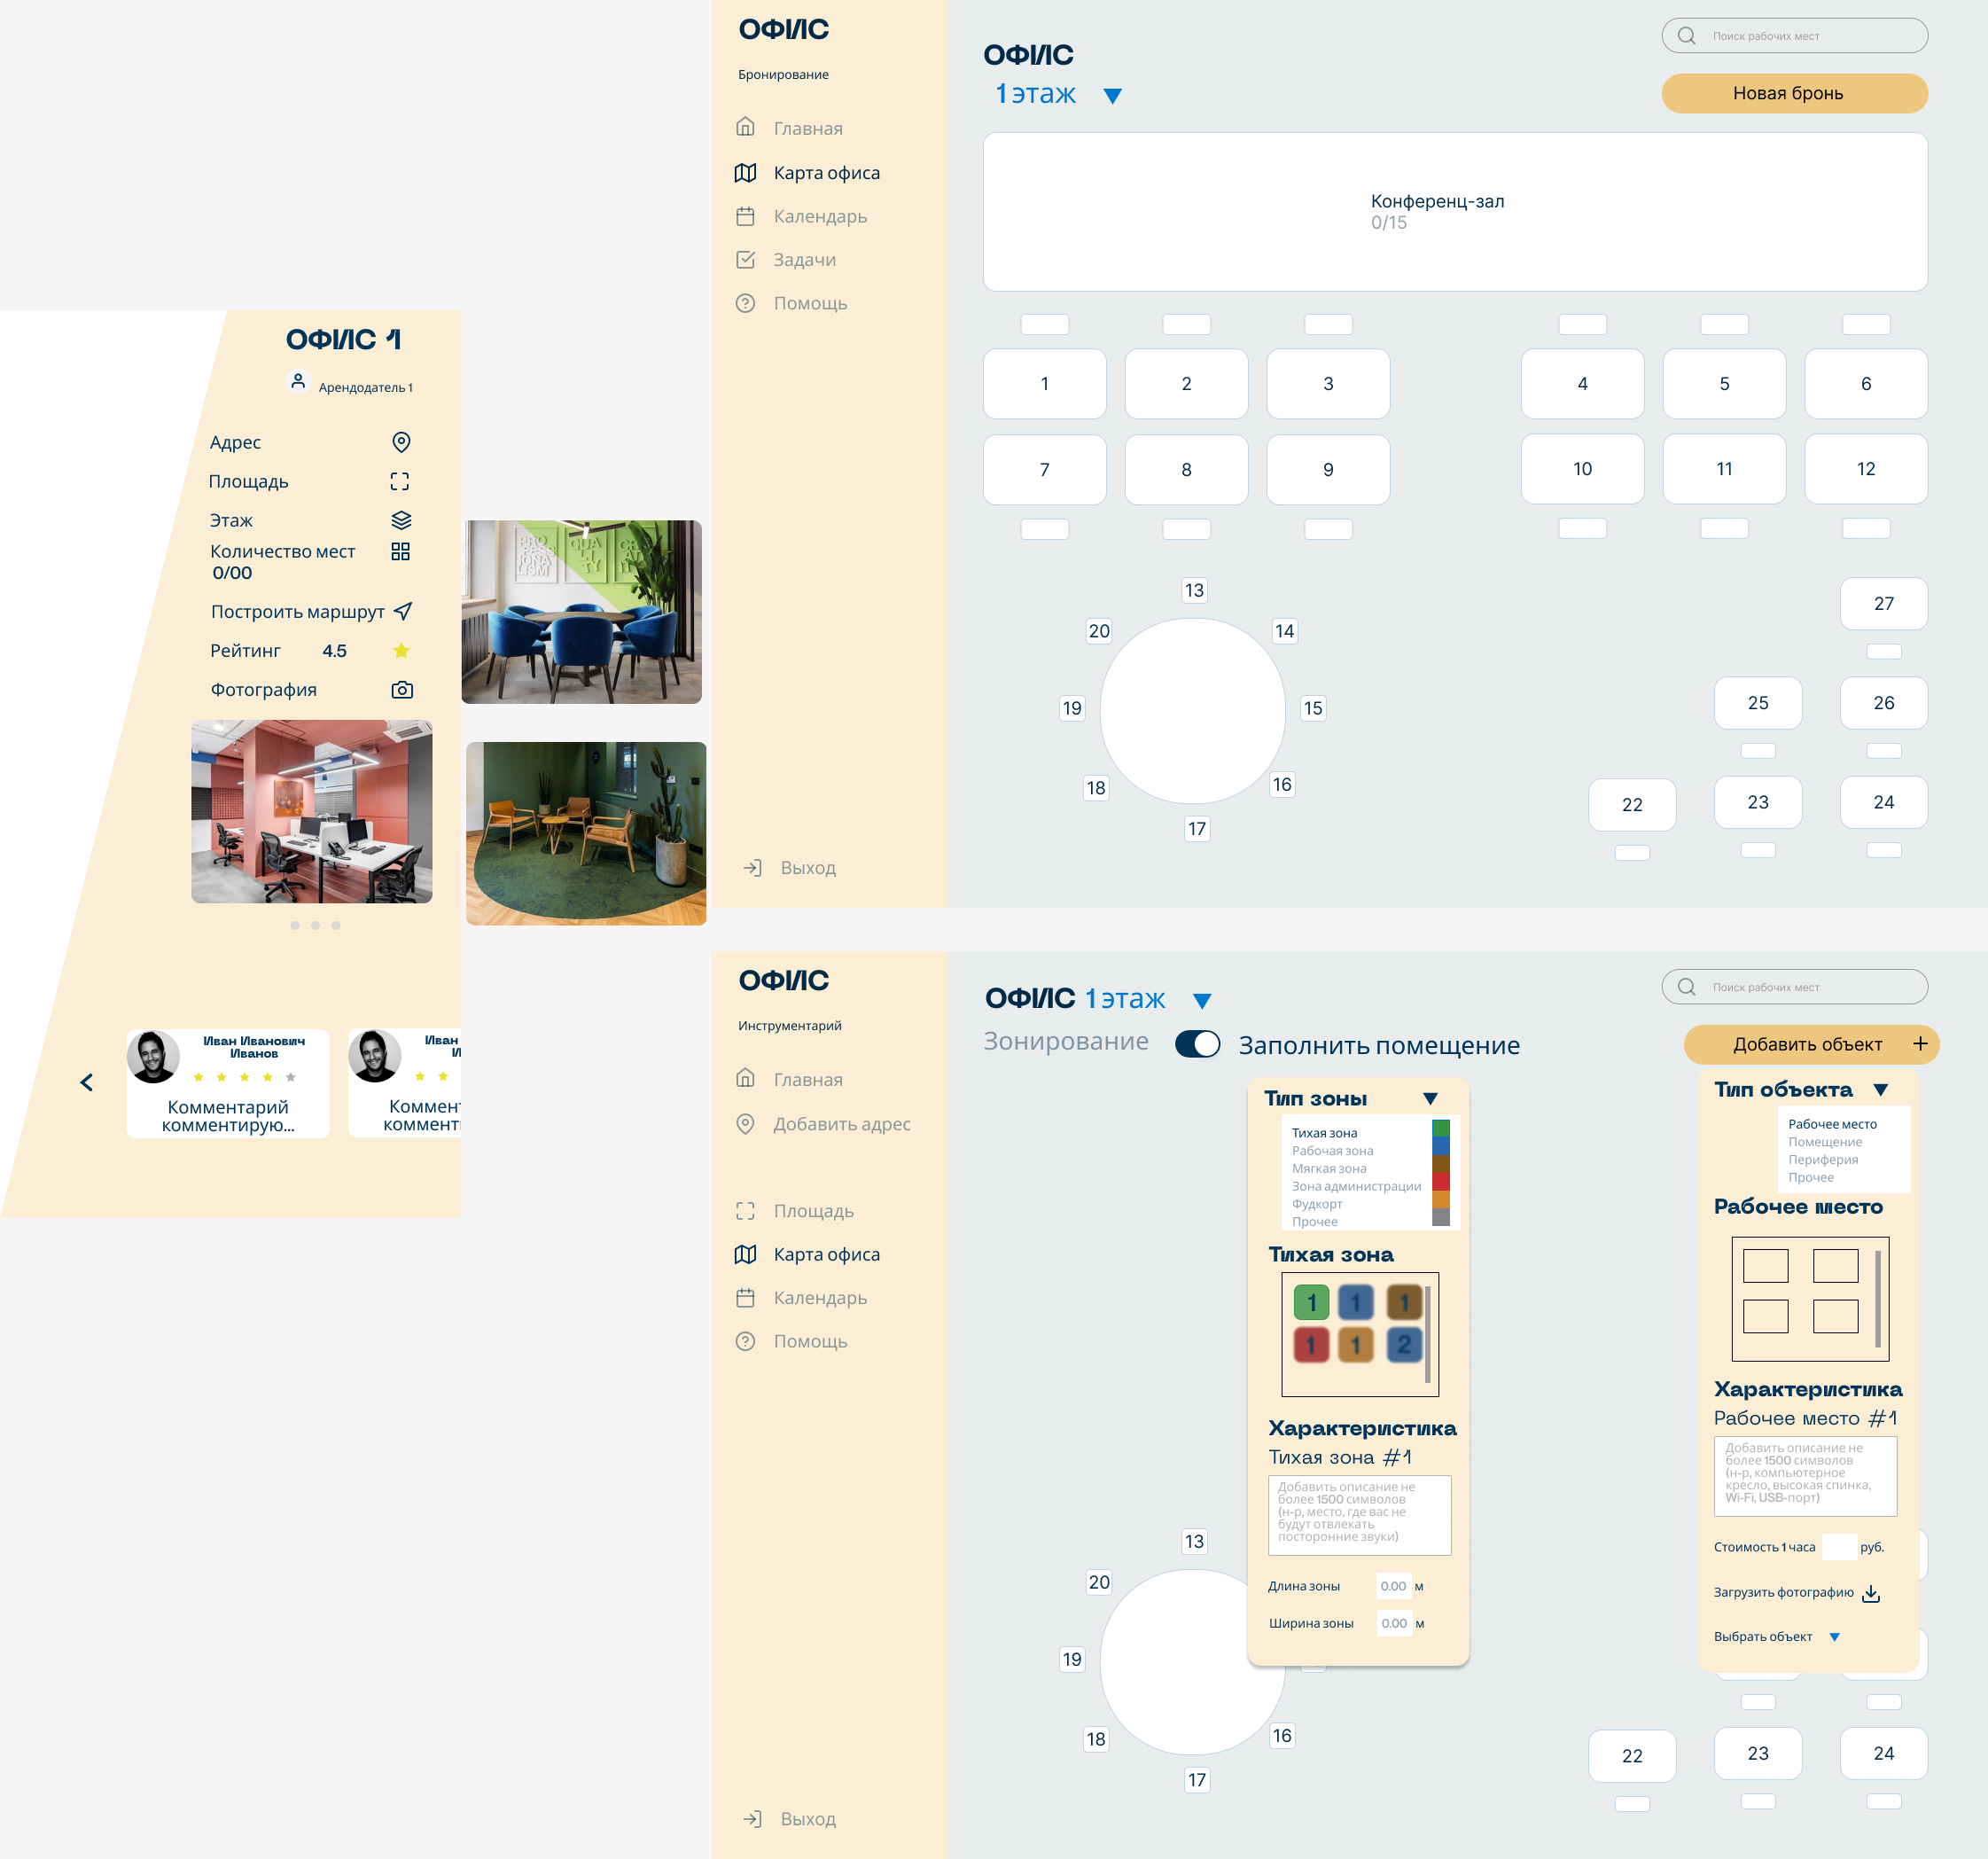 ОФИС 1
Арендодатель 1
Адрес
Площадь
Этаж
Количество мест
0/00
Построить маршрут
Рейтинг 4.5
Фотография
Иван Иванович
Иванов
Комментарий
комментирую...
Иван
И
Коммент
коммент
ОФИС
Бронирование
Главная
Карта офиса
Календарь
Задачи
Помощь
Выход
ОФИС
1 этаж
Поиск рабочих мест
Новая бронь
Конференц-зал
0/15
1 2 3 4 5 6
7 8 9 10 11 12
13
20 14
19 15
18 16
17
27
25 26
22 23 24
ОФИС
Инструментарий
Главная
Добавить адрес
Площадь
Карта офиса
Календарь
Помощь
Выход
ОФИС 1 этаж
Зонирование Заполнить помещение
Поиск рабочих мест
Добавить объект +
Тип зоны
Тихая зона
Рабочая зона
Мягкая зона
Зона администрации
Фудкорт
Прочее
Тихая зона
1 1 1
1 1 2
Характеристика
Тихая зона #1
Добавить описание не
более 1500 символов
(н-р, место, где вас не
будут отвлекать
посторонние звуки)
Длина зоны 0.00 м
Ширина зоны 0.00 м
Тип объекта
Рабочее место
Помещение
Периферия
Прочее
Рабочее место
Характеристика
Рабочее место #1
Добавить описание не
более 1500 символов
(н-р, компьютерное
кресло, высокая спинка,
Wi-Fi, USB-порт)
Стоимость 1 часа руб.
Загрузить фотографию
Выбрать объект
13
20
19
18 16
17
22 23 24